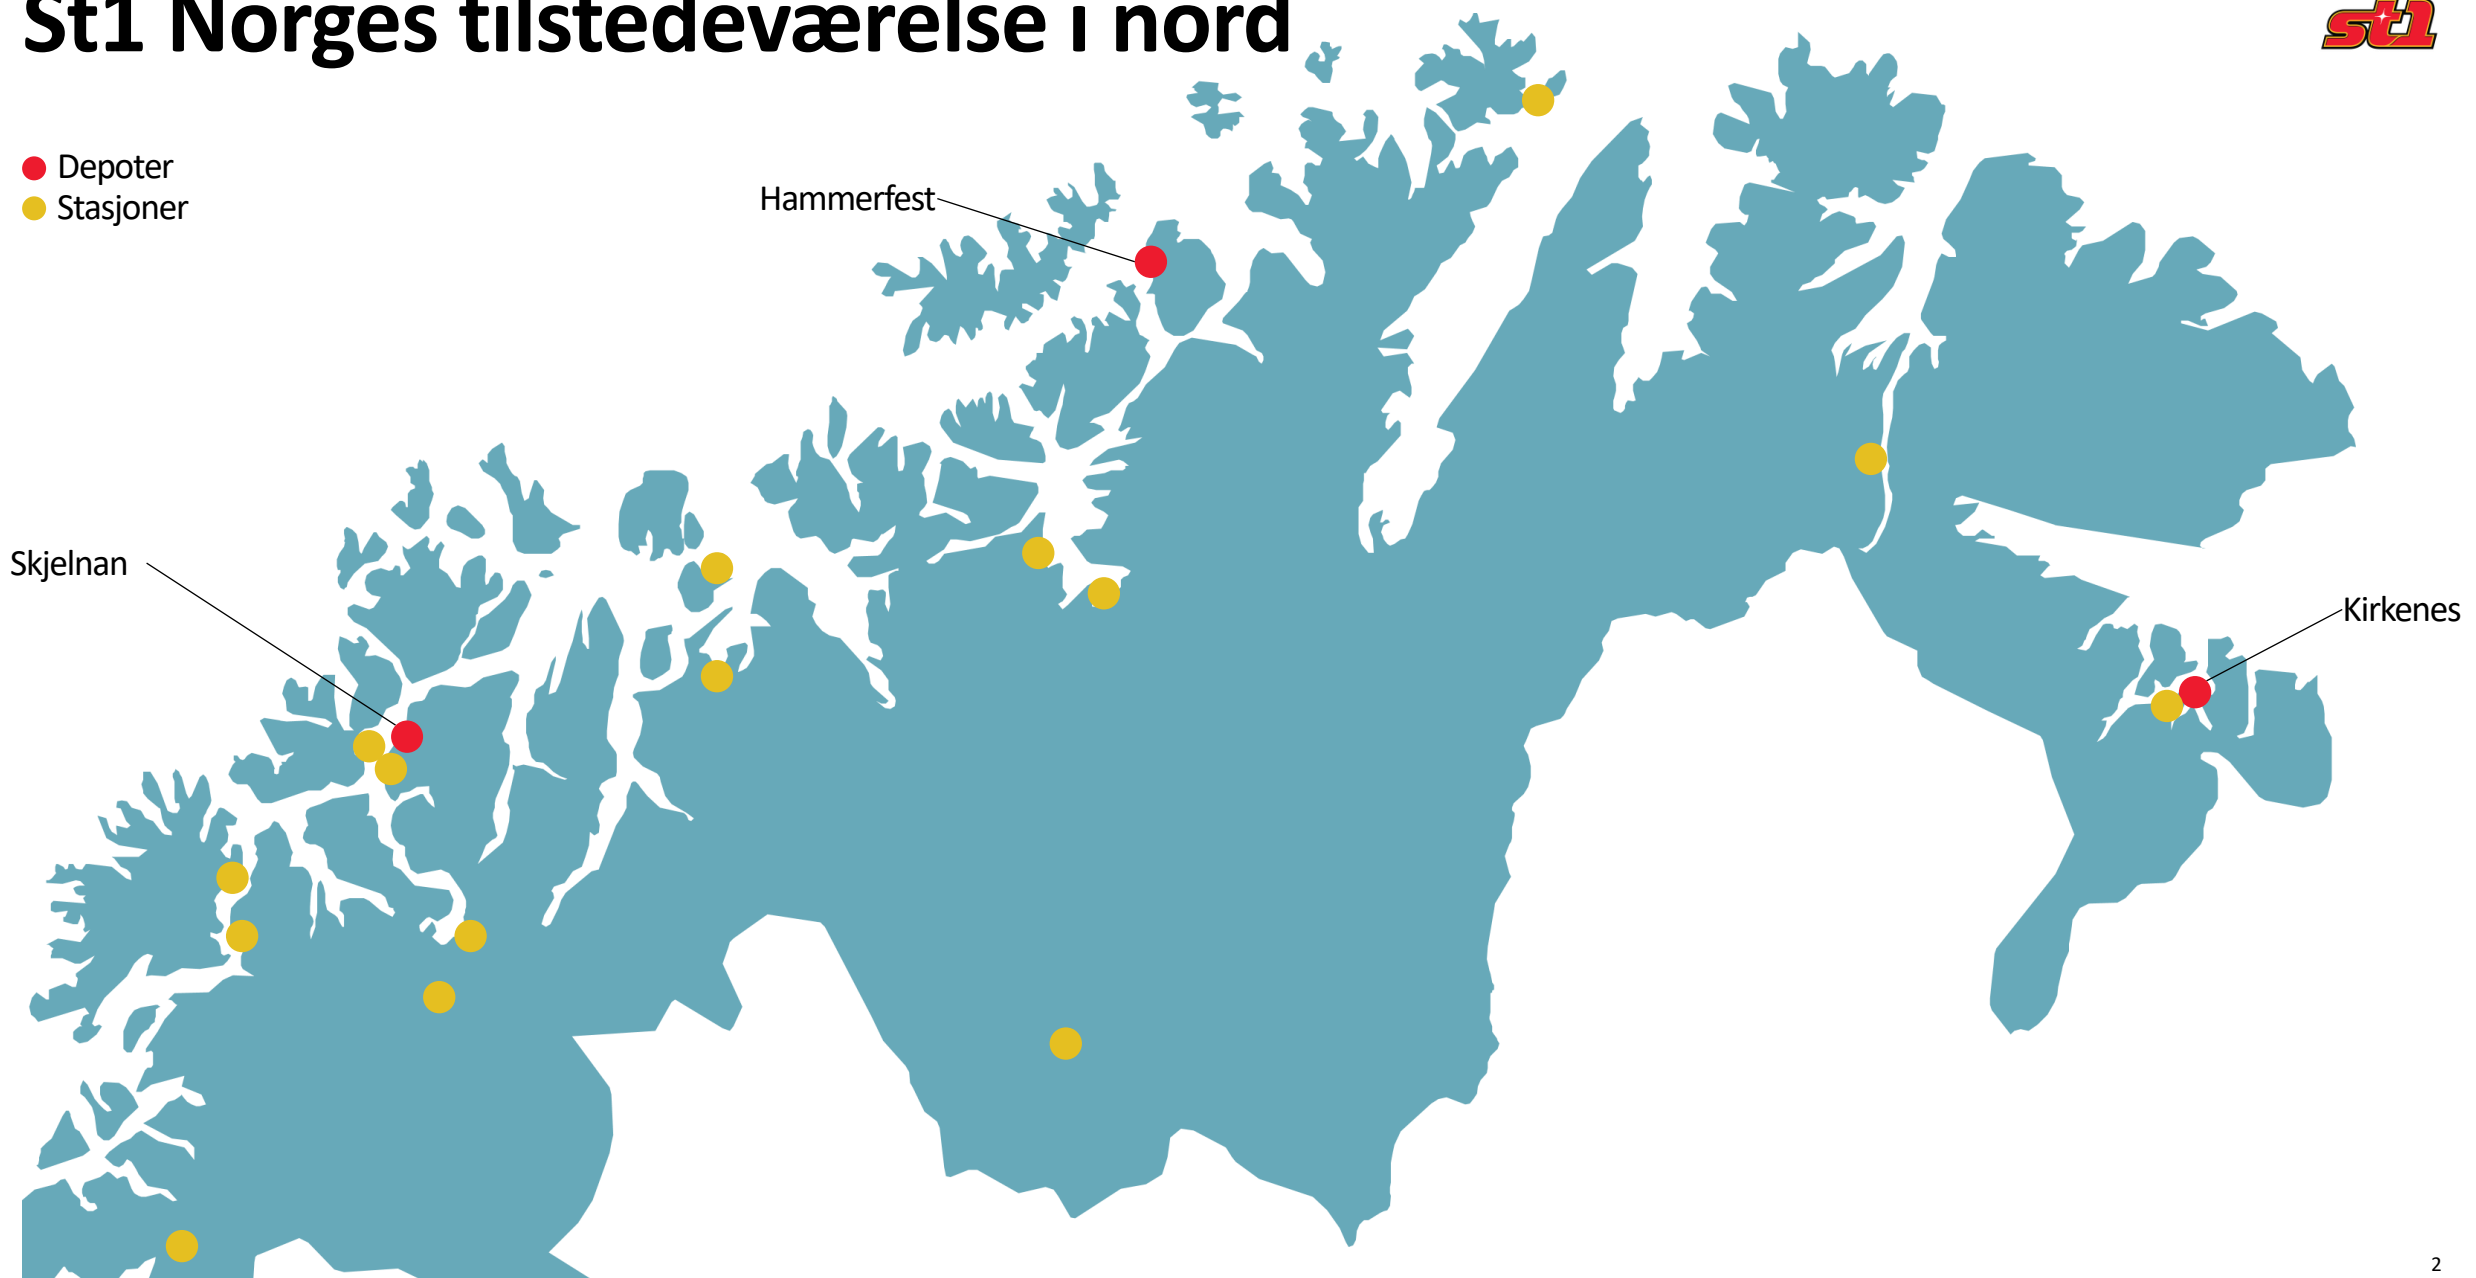 St1 Norges tilstedeværelse i nord
st1
Depoter
Stasjoner
Hammerfest
Skjelnan
Kirkenes
2